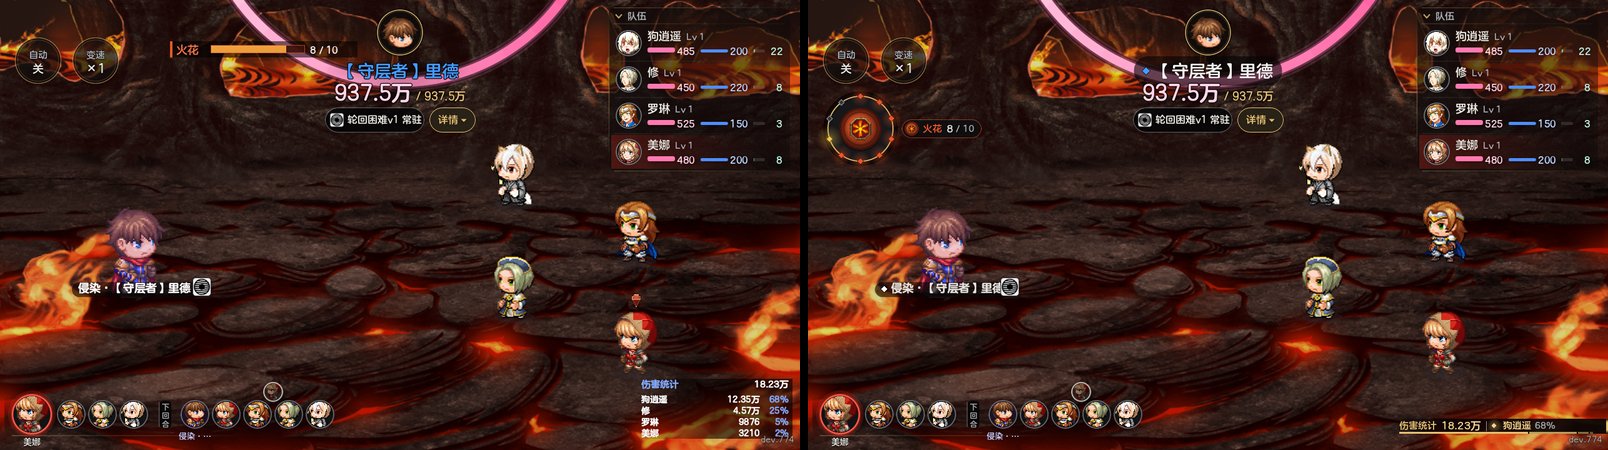 自动
关
变速
×1
火花 8 / 10
【守层者】里德
937.5万 / 937.5万
轮回困难v1 常驻
详情
队伍
狗逍遥 Lv 1
485 200 22
修 Lv 1
450 220 8
罗琳 Lv 1
525 150 3
美娜 Lv 1
480 200 8
侵染·【守层者】里德
伤害统计 18.23万
狗逍遥 12.35万 68%
修 4.57万 25%
罗琳 9876 5%
美娜 3210 2%
dev.774
下回合
美娜
侵染·…
自动
关
变速
×1
火花 8 / 10
【守层者】里德
937.5万 / 937.5万
轮回困难v1 常驻
详情
队伍
狗逍遥 Lv 1
485 200 22
修 Lv 1
450 220 8
罗琳 Lv 1
525 150 3
美娜 Lv 1
480 200 8
侵染·【守层者】里德
下回合
美娜
侵染·…
伤害统计 18.23万 狗逍遥 68%
dev.774